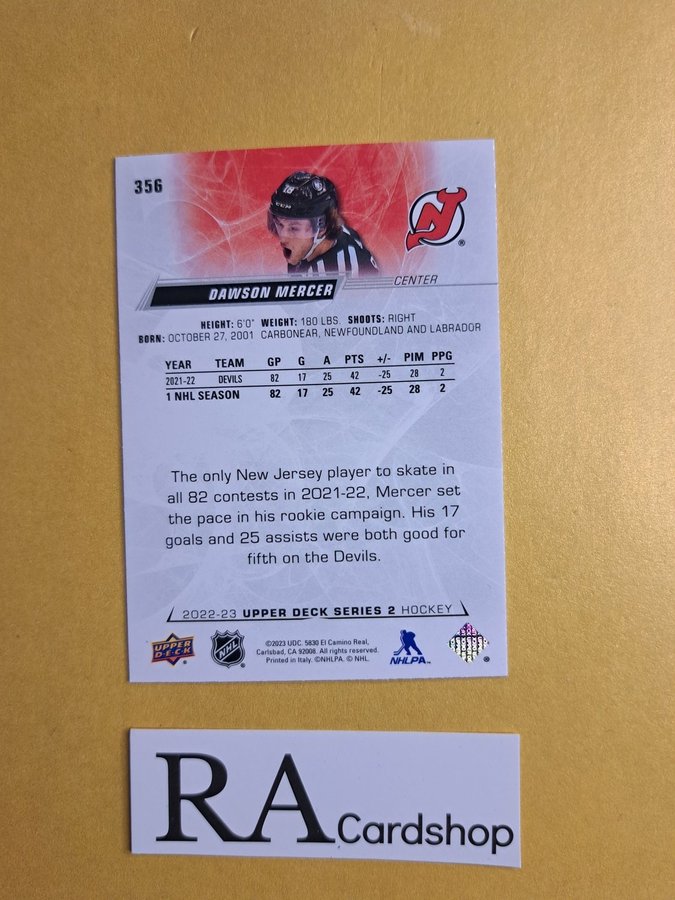 356
CCM
DAWSON MERCER
CENTER
HEIGHT: 6'0" WEIGHT: 180 LBS. SHOOTS: RIGHT
BORN: OCTOBER 27, 2001 CARBONEAR, NEWFOUNDLAND AND LABRADOR
YEAR TEAM GP G A PTS +/- PIM PPG
2021-22 DEVILS 82 17 25 42 -25 28 2
1 NHL SEASON 82 17 25 42 -25 28 2
The only New Jersey player to skate in
all 82 contests in 2021-22, Mercer set
the pace in his rookie campaign. His 17
goals and 25 assists were both good for
fifth on the Devils.
2022-23 UPPER DECK SERIES 2 HOCKEY
UPPER DECK
NHL
©2023 UDC. 5830 El Camino Real,
Carlsbad, CA 92008. All rights reserved.
Printed in Italy. ©NHLPA. © NHL.
NHLPA
RA Cardshop